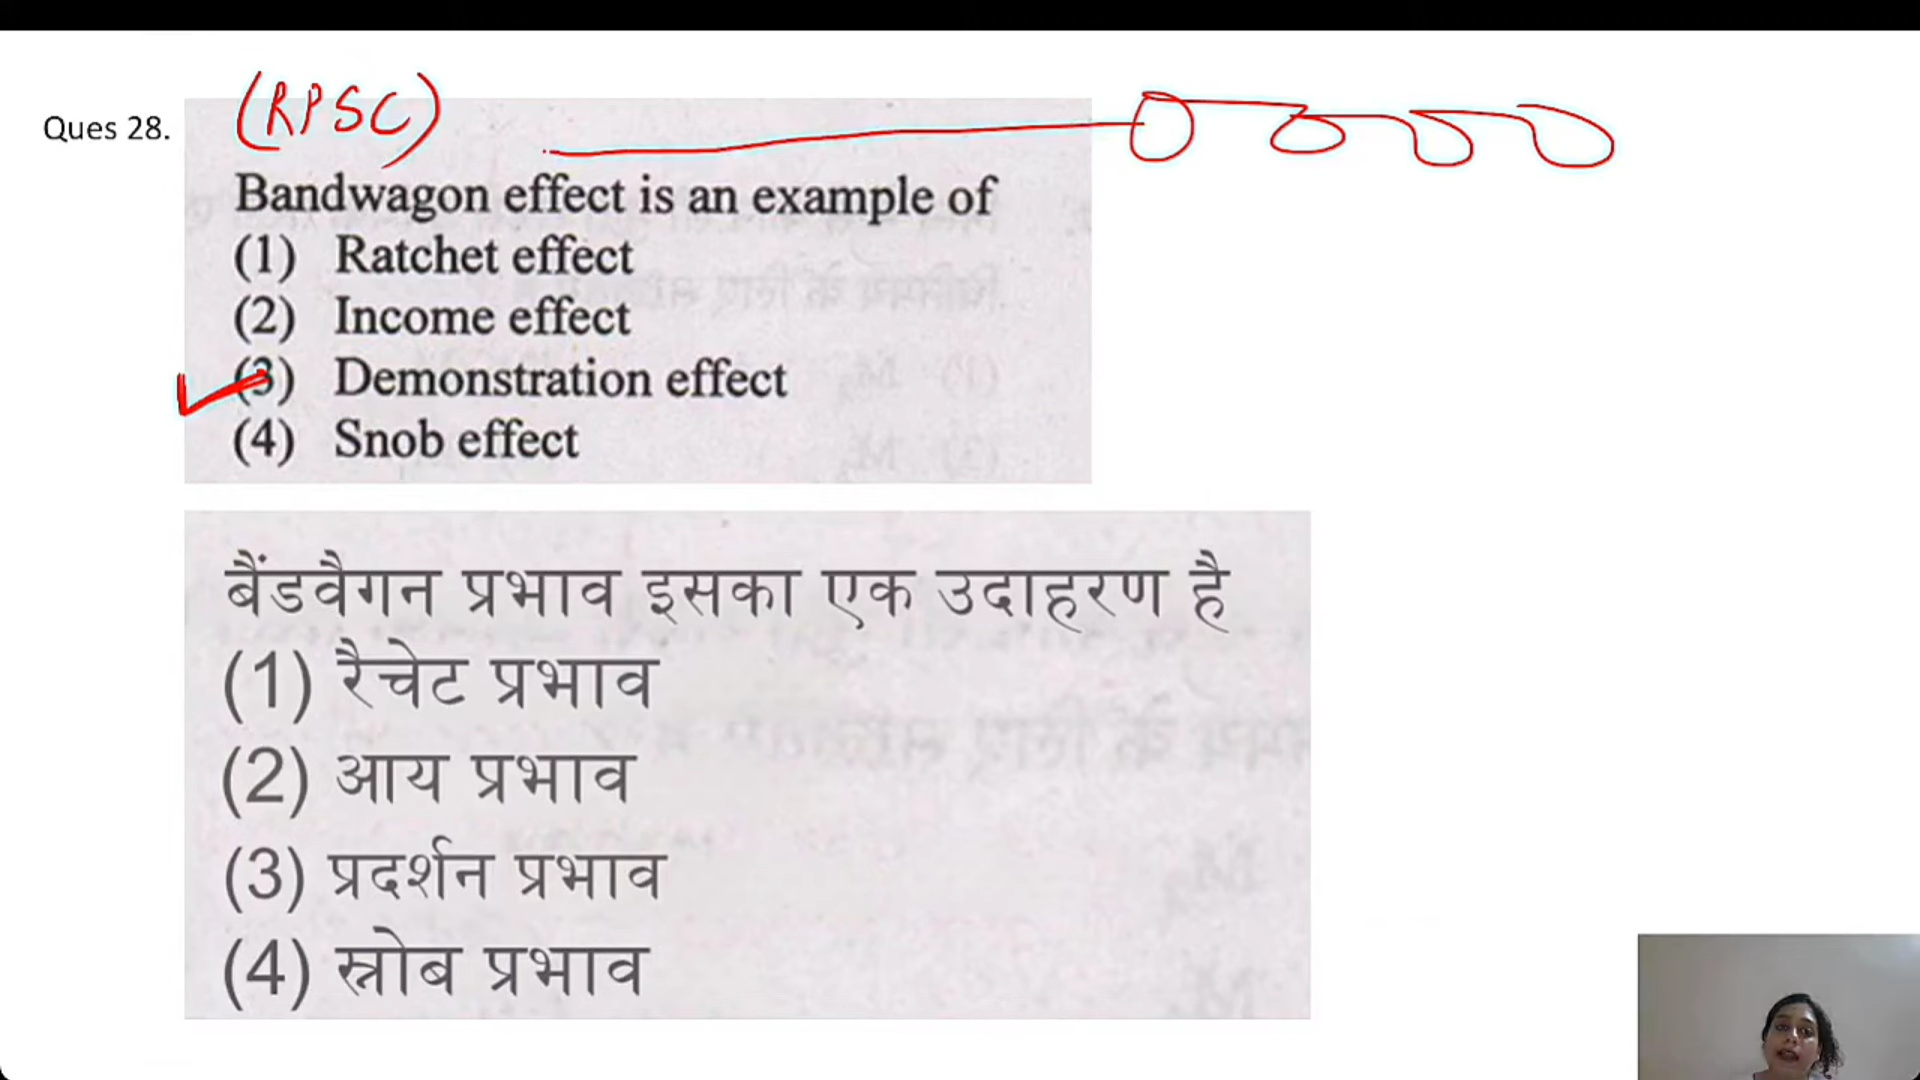 (RPSC)
Ques 28.
Bandwagon effect is an example of
(1) Ratchet effect
(2) Income effect
(3) Demonstration effect
(4) Snob effect
बैंडवैगन प्रभाव इसका एक उदाहरण है
(1) रैचेट प्रभाव
(2) आय प्रभाव
(3) प्रदर्शन प्रभाव
(4) स्नोब प्रभाव